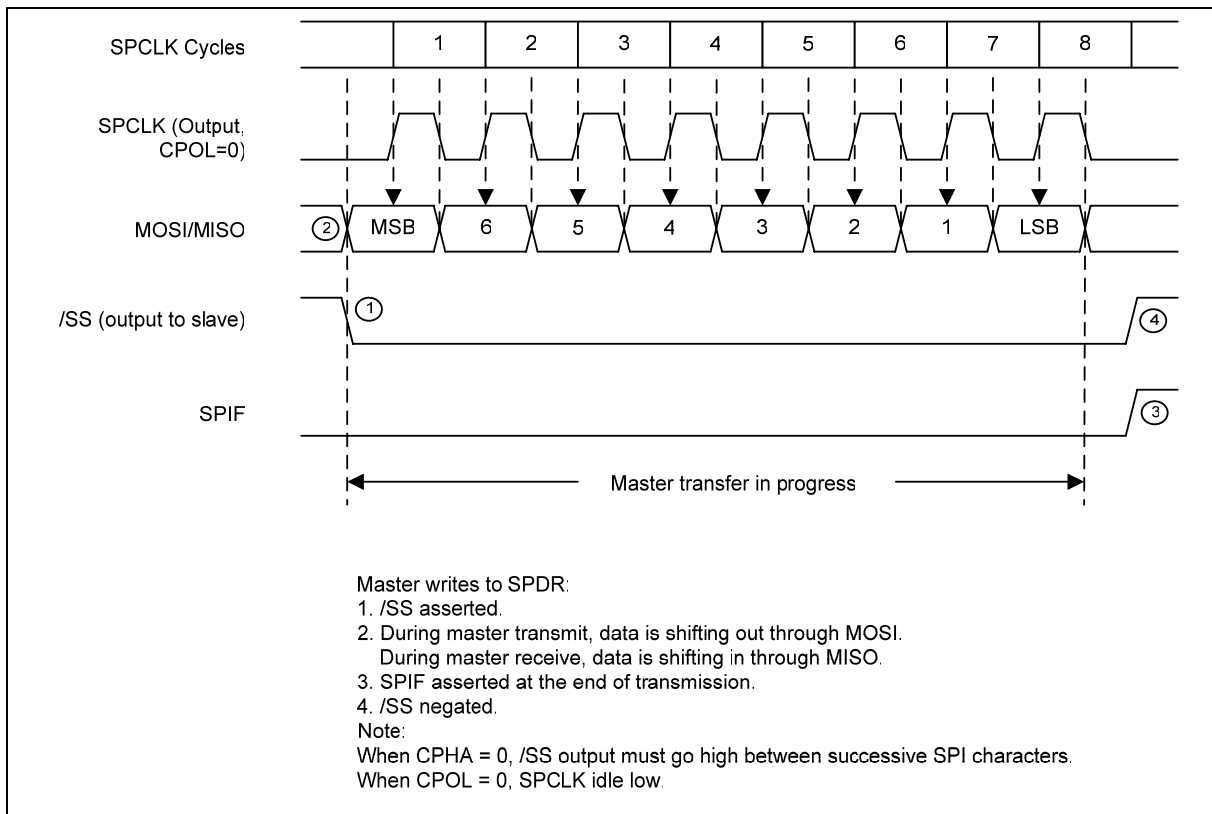 SPCLK Cycles
1 2 3 4 5 6 7 8
SPCLK (Output,
CPOL=0)
MOSI/MISO
2 MSB 6 5 4 3 2 1 LSB
/SS (output to slave)
1
4
SPIF
3
Master transfer in progress
Master writes to SPDR:
1. /SS asserted.
2. During master transmit, data is shifting out through MOSI.
During master receive, data is shifting in through MISO.
3. SPIF asserted at the end of transmission.
4. /SS negated.
Note:
When CPHA = 0, /SS output must go high between successive SPI characters.
When CPOL = 0, SPCLK idle low.